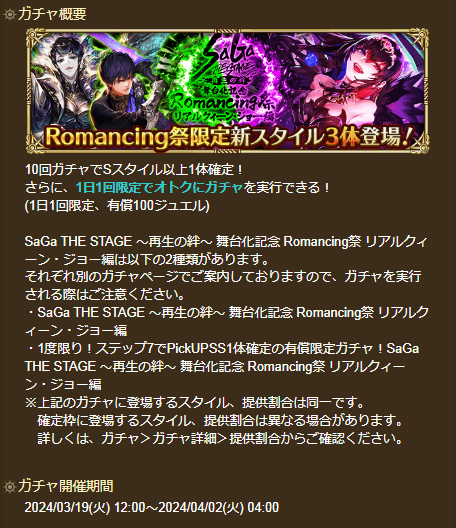 ガチャ概要
SaGa
THE STAGE
～再生の絆～
舞台化記念
Romancing祭
リアルクィーン・ジョー編
Romancing祭限定新スタイル3体登場!
10回ガチャでSスタイル以上1体確定！
さらに、1日1回限定でオトクにガチャを実行できる！
(1日1回限定、有償100ジュエル)
SaGa THE STAGE ～再生の絆～ 舞台化記念 Romancing祭 リアルクィ
ーン・ジョー編は以下の2種類があります。
それぞれ別のガチャページでご案内しておりますので、ガチャを実行
される際はご注意ください。
・SaGa THE STAGE ～再生の絆～ 舞台化記念 Romancing祭 リアルク
ィーン・ジョー編
・1度限り！ステップ7でPickUPSS1体確定の有償限定ガチャ！SaGa
THE STAGE ～再生の絆～ 舞台化記念 Romancing祭 リアルクィー
ン・ジョー編
※上記のガチャに登場するスタイル、提供割合は同一です。
確定枠に登場するスタイル、提供割合は異なる場合があります。
詳しくは、ガチャ＞ガチャ詳細＞提供割合からご確認ください。
ガチャ開催期間
2024/03/19(火) 12:00～2024/04/02(火) 04:00